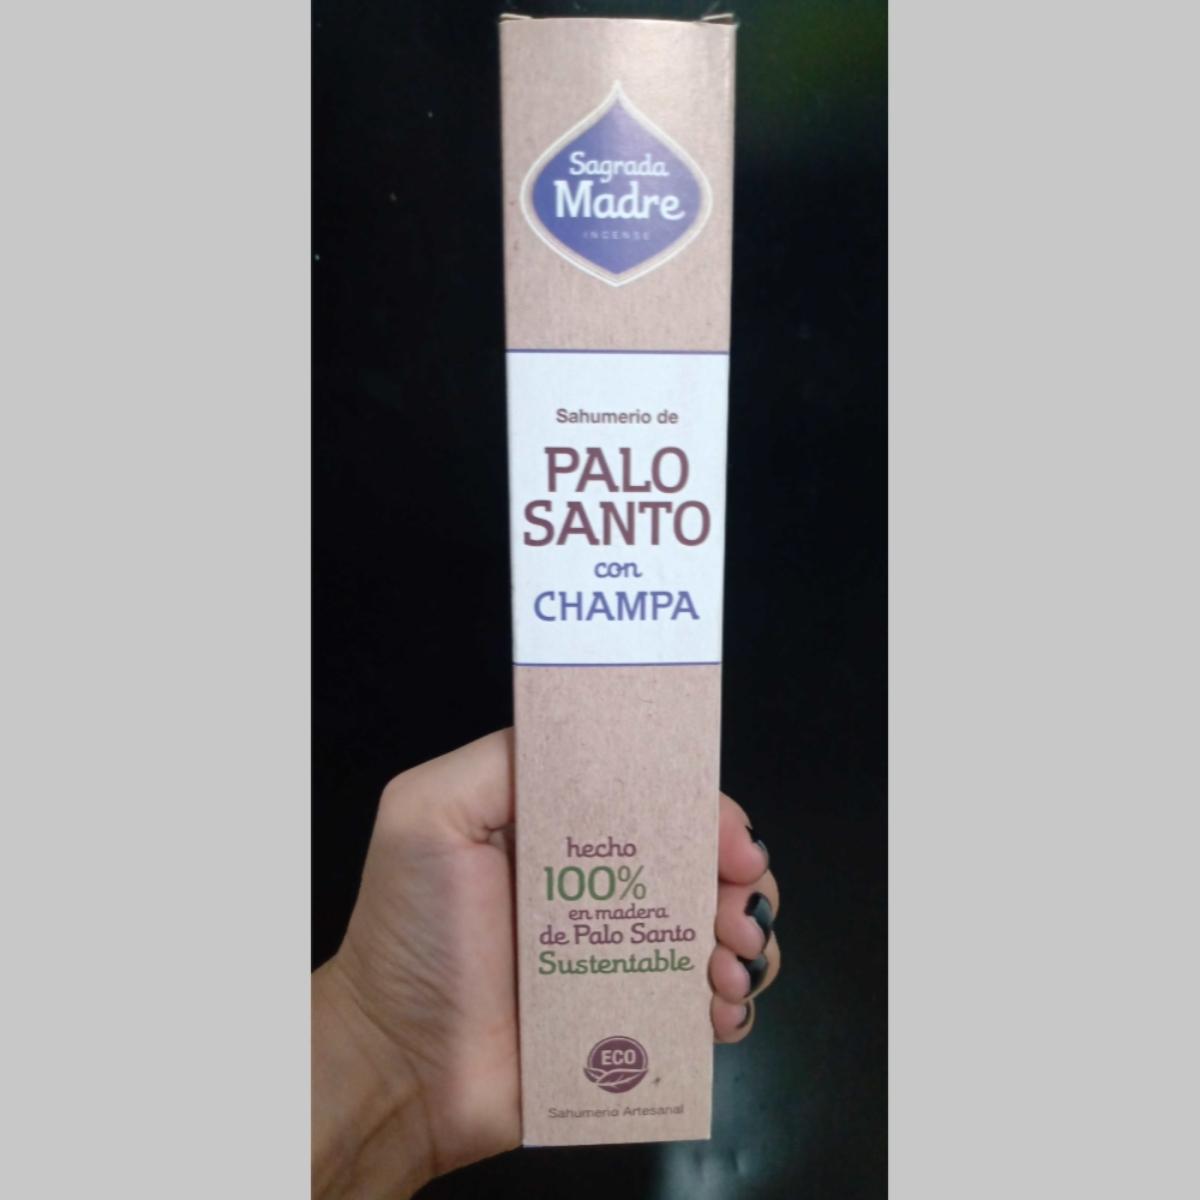 Sagrada
Madre
INCENSE
Sahumerio de
PALO
SANTO
con
CHAMPA
hecho
100%
en madera
de Palo Santo
Sustentable
ECO
Sahumerio Artesanal